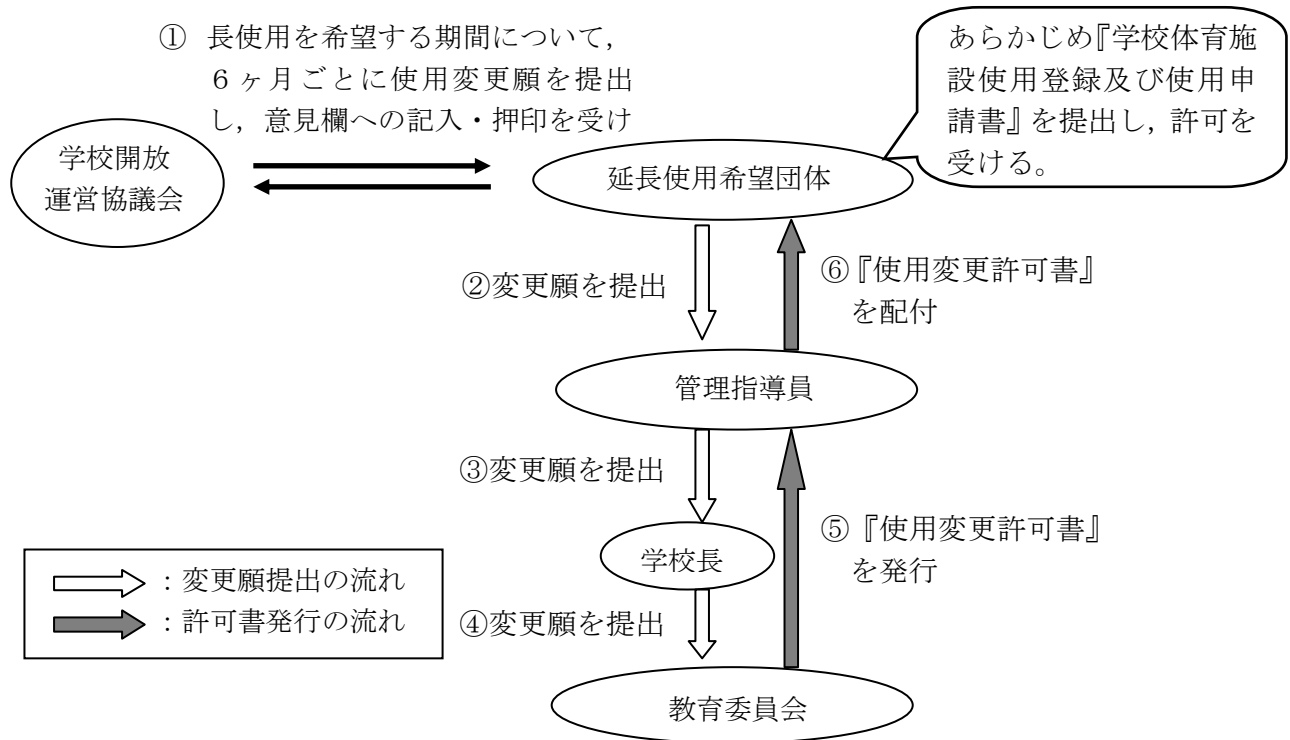 ① 長使用を希望する期間について，
６ヶ月ごとに使用変更願を提出
し，意見欄への記入・押印を受け
あらかじめ『学校体育施
設使用登録及び使用申
請書』を提出し，許可を
受ける。
学校開放
運営協議会
延長使用希望団体
②変更願を提出
⑥『使用変更許可書』
を配付
管理指導員
③変更願を提出
⑤『使用変更許可書』
を発行
学校長
：変更願提出の流れ
：許可書発行の流れ
④変更願を提出
教育委員会